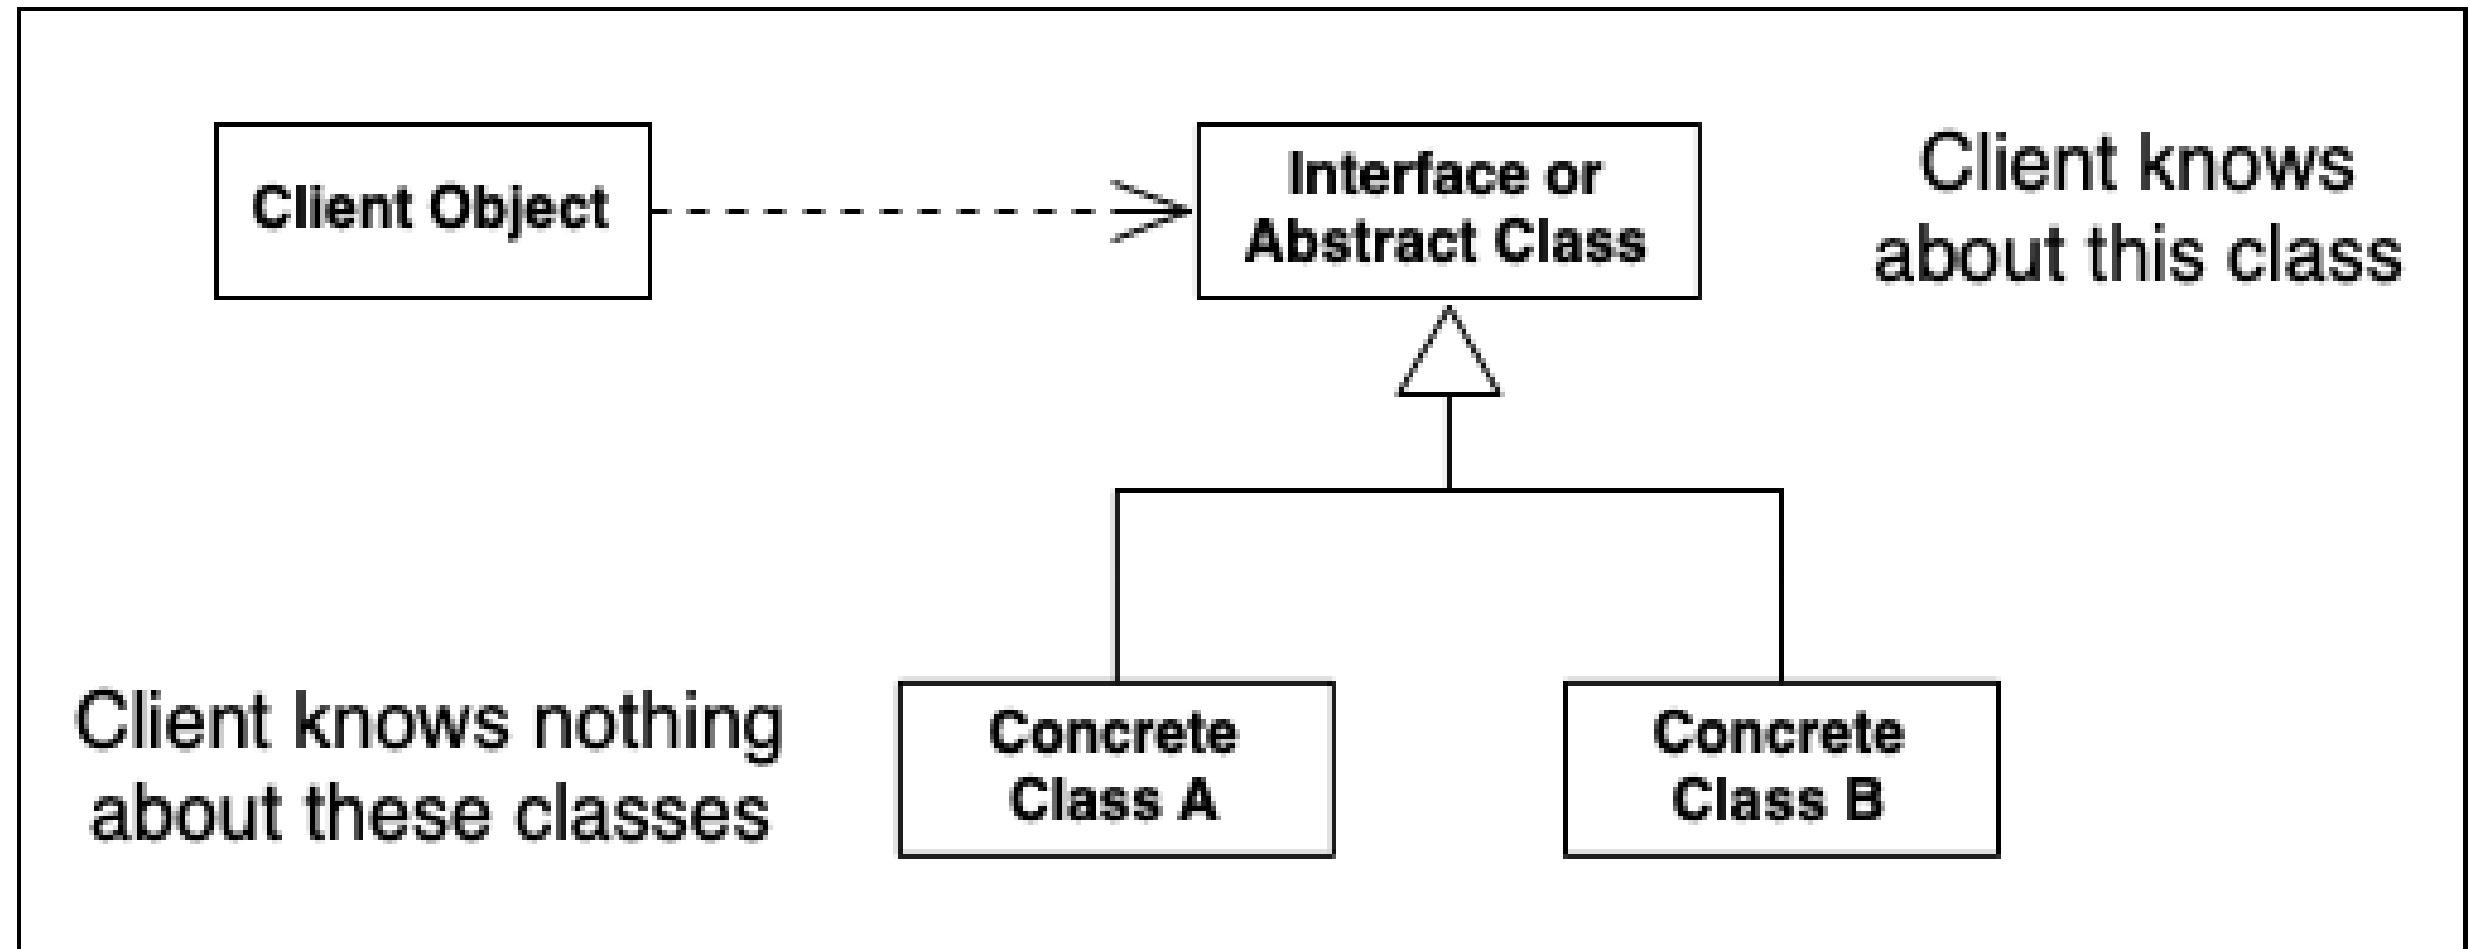 Client Object
Interface or
Abstract Class
Client knows
about this class
Client knows nothing
about these classes
Concrete
Class A
Concrete
Class B